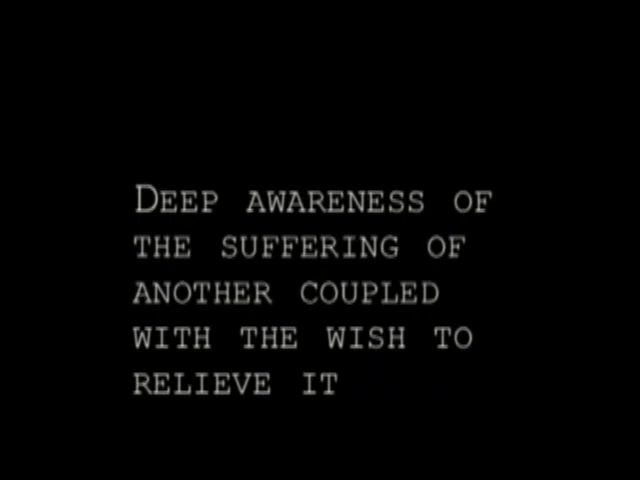 Deep awareness of
the suffering of
another coupled
with the wish to
relieve it